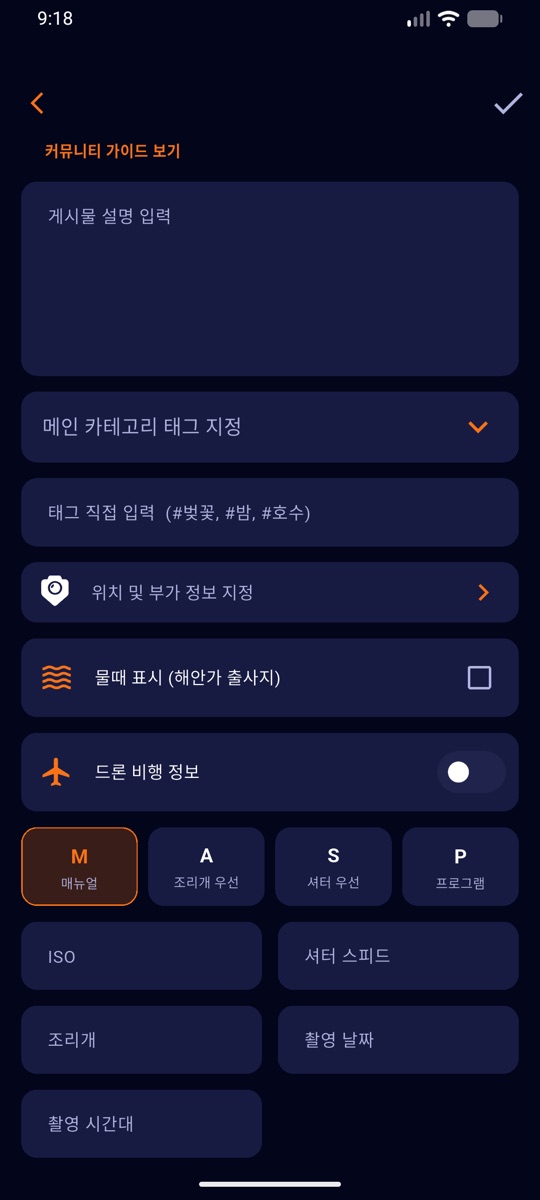 9:18
커뮤니티 가이드 보기
게시물 설명 입력
메인 카테고리 태그 지정
태그 직접 입력 (#벚꽃, #밤, #호수)
위치 및 부가 정보 지정
물때 표시 (해안가 출사지)
드론 비행 정보
M A S P
매뉴얼 조리개 우선 셔터 우선 프로그램
ISO 셔터 스피드
조리개 촬영 날짜
촬영 시간대